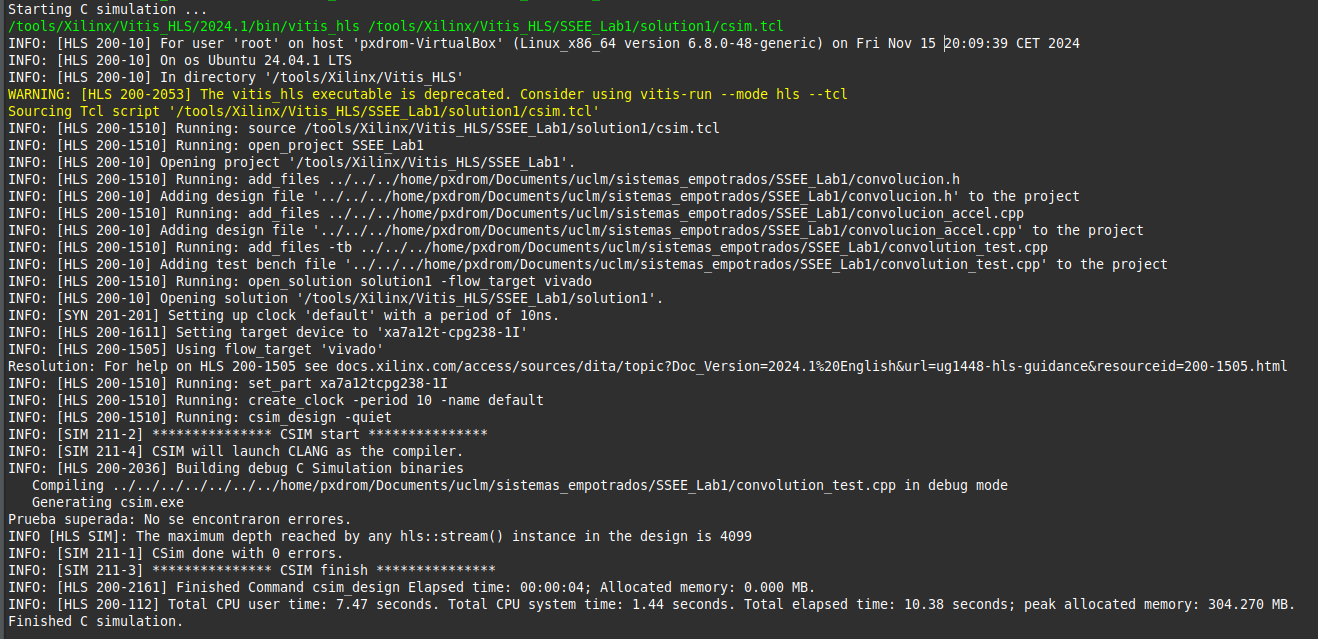 Starting C simulation ...
/tools/Xilinx/Vitis_HLS/2024.1/bin/vitis_hls /tools/Xilinx/Vitis_HLS/SSEE_Lab1/solution1/csim.tcl
INFO: [HLS 200-10] For user 'root' on host 'pxdrom-VirtualBox' (Linux_x86_64 version 6.8.0-48-generic) on Fri Nov 15 20:09:39 CET 2024
INFO: [HLS 200-10] On os Ubuntu 24.04.1 LTS
INFO: [HLS 200-10] In directory '/tools/Xilinx/Vitis_HLS'
WARNING: [HLS 200-2053] The vitis_hls executable is deprecated. Consider using vitis-run --mode hls --tcl
Sourcing Tcl script '/tools/Xilinx/Vitis_HLS/SSEE_Lab1/solution1/csim.tcl'
INFO: [HLS 200-1510] Running: source /tools/Xilinx/Vitis_HLS/SSEE_Lab1/solution1/csim.tcl
INFO: [HLS 200-1510] Running: open_project SSEE_Lab1
INFO: [HLS 200-10] Opening project '/tools/Xilinx/Vitis_HLS/SSEE_Lab1'.
INFO: [HLS 200-1510] Running: add_files ../../../home/pxdrom/Documents/uclm/sistemas_empotrados/SSEE_Lab1/convolucion.h
INFO: [HLS 200-10] Adding design file '../../../home/pxdrom/Documents/uclm/sistemas_empotrados/SSEE_Lab1/convolucion.h' to the project
INFO: [HLS 200-1510] Running: add_files ../../../home/pxdrom/Documents/uclm/sistemas_empotrados/SSEE_Lab1/convolucion_accel.cpp
INFO: [HLS 200-10] Adding design file '../../../home/pxdrom/Documents/uclm/sistemas_empotrados/SSEE_Lab1/convolucion_accel.cpp' to the project
INFO: [HLS 200-1510] Running: add_files -tb ../../../home/pxdrom/Documents/uclm/sistemas_empotrados/SSEE_Lab1/convolution_test.cpp
INFO: [HLS 200-10] Adding test bench file '../../../home/pxdrom/Documents/uclm/sistemas_empotrados/SSEE_Lab1/convolution_test.cpp' to the project
INFO: [HLS 200-1510] Running: open_solution solution1 -flow_target vivado
INFO: [HLS 200-10] Opening solution '/tools/Xilinx/Vitis_HLS/SSEE_Lab1/solution1'.
INFO: [SYN 201-201] Setting up clock 'default' with a period of 10ns.
INFO: [HLS 200-1611] Setting target device to 'xa7a12t-cpg238-1I'
INFO: [HLS 200-1505] Using flow_target 'vivado'
Resolution: For help on HLS 200-1505 see docs.xilinx.com/access/sources/dita/topic?Doc_Version=2024.1%20English&url=ug1448-hls-guidance&resourceid=200-1505.html
INFO: [HLS 200-1510] Running: set_part xa7a12tcpg238-1I
INFO: [HLS 200-1510] Running: create_clock -period 10 -name default
INFO: [HLS 200-1510] Running: csim_design -quiet
INFO: [SIM 211-2] *************** CSIM start ***************
INFO: [SIM 211-4] CSIM will launch CLANG as the compiler.
INFO: [HLS 200-2036] Building debug C Simulation binaries
Compiling ../../../../../../../home/pxdrom/Documents/uclm/sistemas_empotrados/SSEE_Lab1/convolution_test.cpp in debug mode
Generating csim.exe
Prueba superada: No se encontraron errores.
INFO [HLS SIM]: The maximum depth reached by any hls::stream() instance in the design is 4099
INFO: [SIM 211-1] CSim done with 0 errors.
INFO: [SIM 211-3] *************** CSIM finish ***************
INFO: [HLS 200-2161] Finished Command csim_design Elapsed time: 00:00:04; Allocated memory: 0.000 MB.
INFO: [HLS 200-112] Total CPU user time: 7.47 seconds. Total CPU system time: 1.44 seconds. Total elapsed time: 10.38 seconds; peak allocated memory: 304.270 MB.
Finished C simulation.